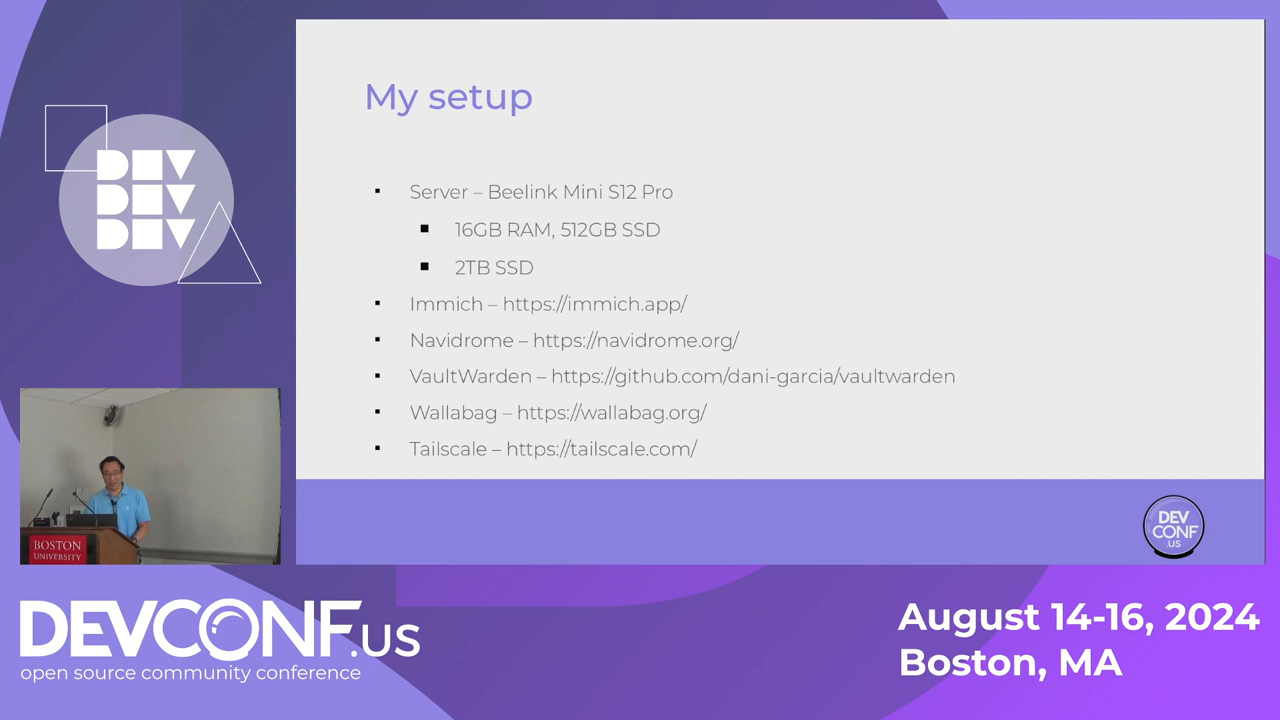 My setup
Server – Beelink Mini S12 Pro
16GB RAM, 512GB SSD
2TB SSD
Immich – https://immich.app/
Navidrome – https://navidrome.org/
VaultWarden – https://github.com/dani-garcia/vaultwarden
Wallabag – https://wallabag.org/
Tailscale – https://tailscale.com/
DEV
CONF
.US
DEV
DEV
DEV
BOSTON
UNIVERSITY
DEVCONF.US
open source community conference
August 14-16, 2024
Boston, MA